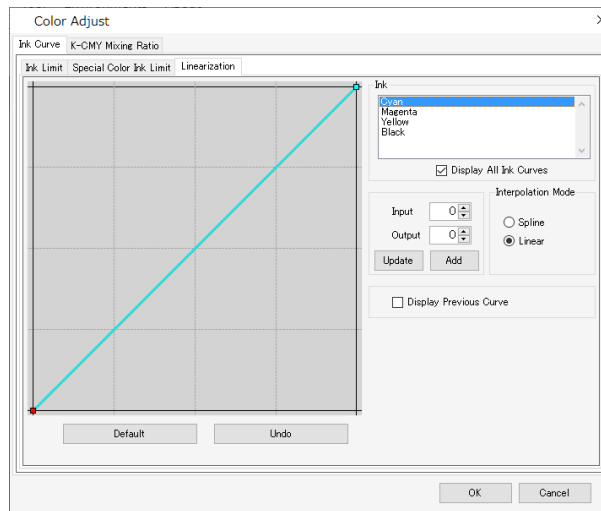 Color Adjust
Ink Curve K-CMY Mixing Ratio
Ink Limit Special Color Ink Limit Linearization
Ink
Cyan
Magenta
Yellow
Black
Display All Ink Curves
Interpolation Mode
Input 0
Spline
Output 0
Linear
Update Add
Display Previous Curve
Default Undo
OK Cancel